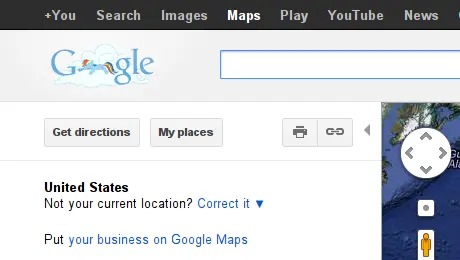 +You Search Images Maps Play YouTube News
Google
Get directions My places
United States
Not your current location? Correct it ▼
Put your business on Google Maps